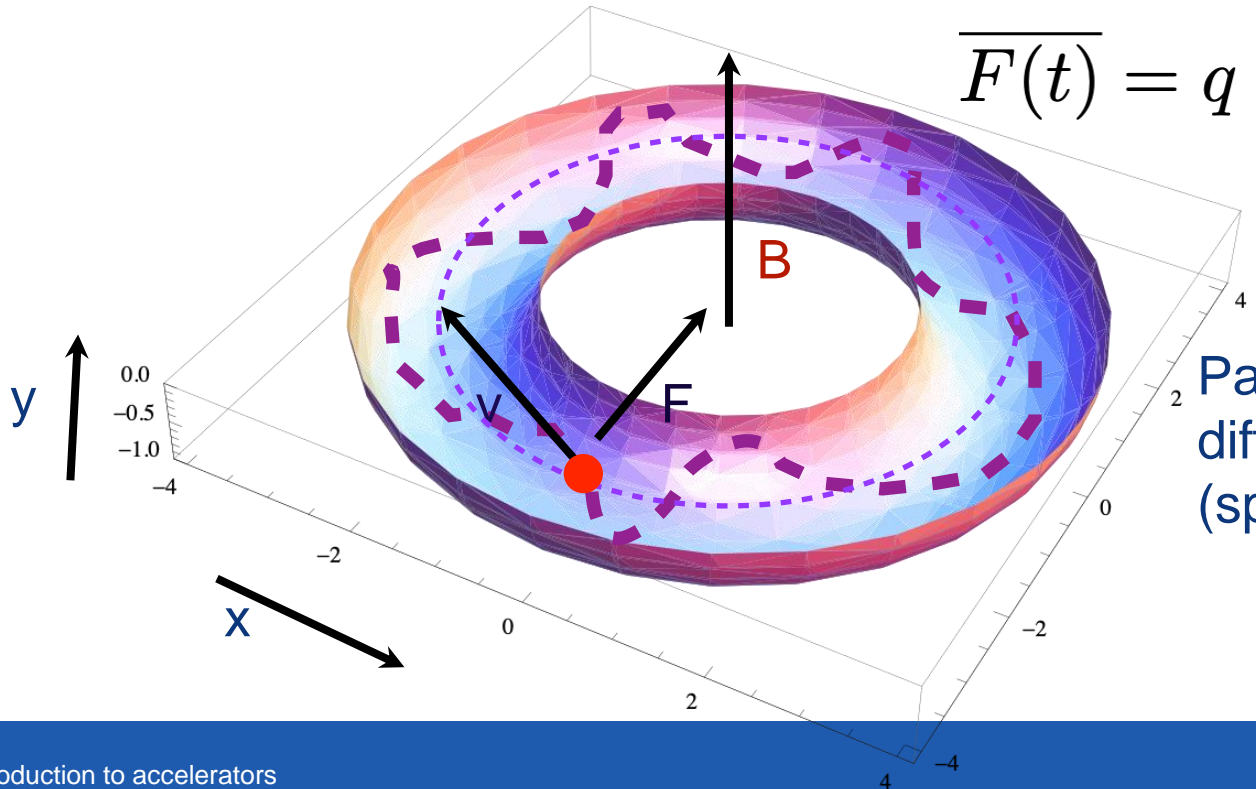 F(t) = q
B
F
v
y
x
0.0
−0.5
−1.0
−4
−2
0
2
4
4
2
0
−2
−4
Pa
diff
(sp
oduction to accelerators